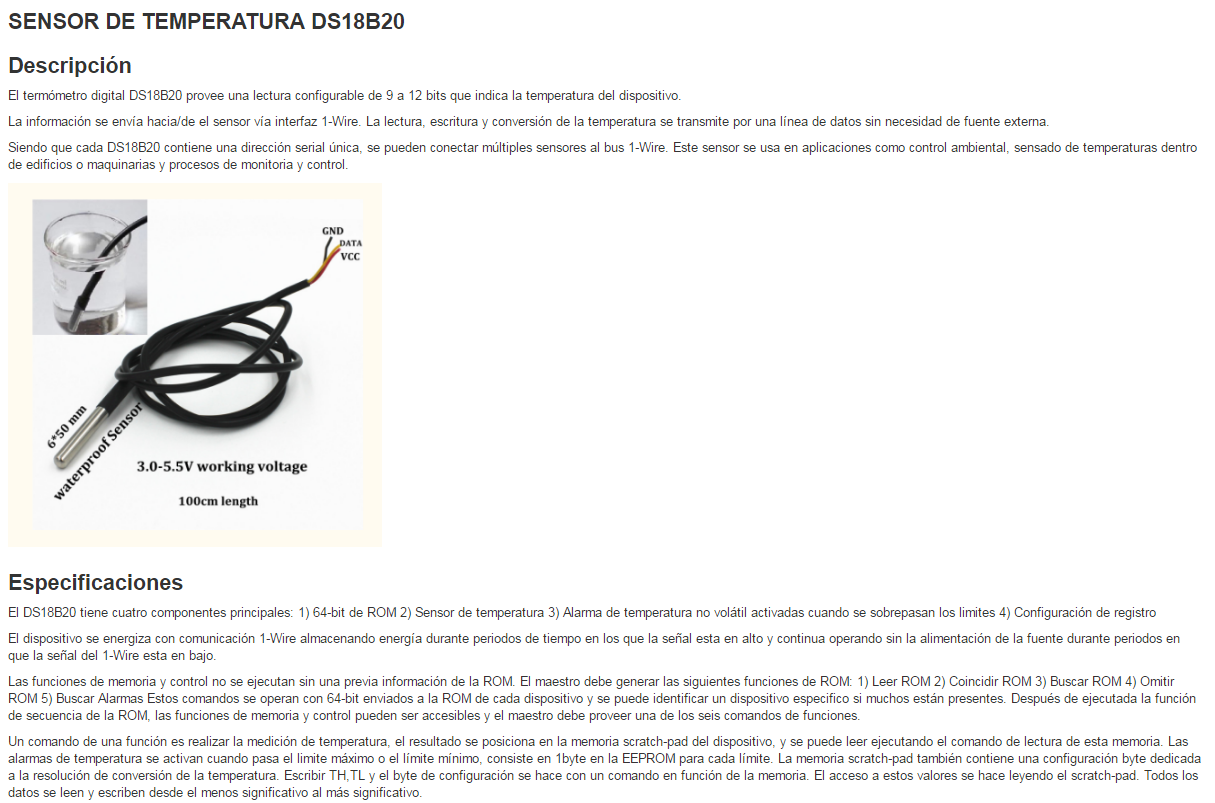 SENSOR DE TEMPERATURA DS18B20
Descripción
El termómetro digital DS18B20 provee una lectura configurable de 9 a 12 bits que indica la temperatura del dispositivo.
La información se envía hacia/de el sensor vía interfaz 1-Wire. La lectura, escritura y conversión de la temperatura se transmite por una línea de datos sin necesidad de fuente externa.
Siendo que cada DS18B20 contiene una dirección serial única, se pueden conectar múltiples sensores al bus 1-Wire. Este sensor se usa en aplicaciones como control ambiental, sensado de temperaturas dentro
de edificios o maquinarias y procesos de monitoria y control.
GND
DATA
VCC
6*50 mm
waterproof Sensor
3.0-5.5V working voltage
100cm length
Especificaciones
El DS18B20 tiene cuatro componentes principales: 1) 64-bit de ROM 2) Sensor de temperatura 3) Alarma de temperatura no volátil activadas cuando se sobrepasan los limites 4) Configuración de registro
El dispositivo se energiza con comunicación 1-Wire almacenando energía durante periodos de tiempo en los que la señal esta en alto y continua operando sin la alimentación de la fuente durante periodos en
que la señal del 1-Wire esta en bajo.
Las funciones de memoria y control no se ejecutan sin una previa información de la ROM. El maestro debe generar las siguientes funciones de ROM: 1) Leer ROM 2) Coincidir ROM 3) Buscar ROM 4) Omitir
ROM 5) Buscar Alarmas Estos comandos se operan con 64-bit enviados a la ROM de cada dispositivo y se puede identificar un dispositivo especifico si muchos están presentes. Después de ejecutada la función
de secuencia de la ROM, las funciones de memoria y control pueden ser accesibles y el maestro debe proveer una de los seis comandos de funciones.
Un comando de una función es realizar la medición de temperatura, el resultado se posiciona en la memoria scratch-pad del dispositivo, y se puede leer ejecutando el comando de lectura de esta memoria. Las
alarmas de temperatura se activan cuando pasa el limite máximo o el límite mínimo, consiste en 1byte en la EEPROM para cada límite. La memoria scratch-pad también contiene una configuración byte dedicada
a la resolución de conversión de la temperatura. Escribir TH,TL y el byte de configuración se hace con un comando en función de la memoria. El acceso a estos valores se hace leyendo el scratch-pad. Todos los
datos se leen y escriben desde el menos significativo al más significativo.